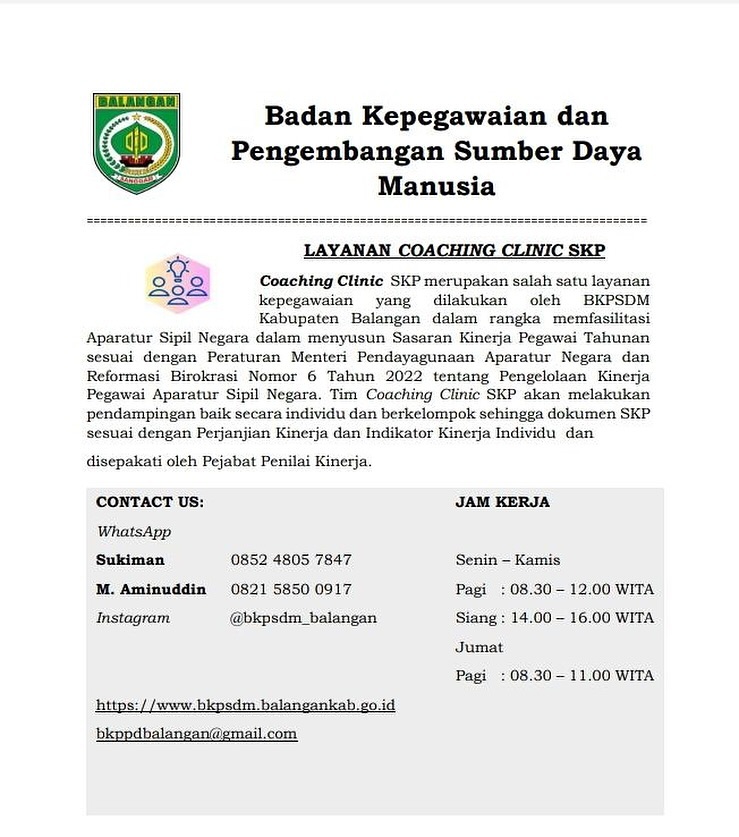 BALANGAN
SANGGAM
Badan Kepegawaian dan
Pengembangan Sumber Daya
Manusia
==================================================================================
LAYANAN COACHING CLINIC SKP
Coaching Clinic SKP merupakan salah satu layanan
kepegawaian yang dilakukan oleh BKPSDM
Kabupaten Balangan dalam rangka memfasilitasi
Aparatur Sipil Negara dalam menyusun Sasaran Kinerja Pegawai Tahunan
sesuai dengan Peraturan Menteri Pendayagunaan Aparatur Negara dan
Reformasi Birokrasi Nomor 6 Tahun 2022 tentang Pengelolaan Kinerja
Pegawai Aparatur Sipil Negara. Tim Coaching Clinic SKP akan melakukan
pendampingan baik secara individu dan berkelompok sehingga dokumen SKP
sesuai dengan Perjanjian Kinerja dan Indikator Kinerja Individu dan
disepakati oleh Pejabat Penilai Kinerja.
CONTACT US:
WhatsApp
Sukiman 0852 4805 7847
M. Aminuddin 0821 5850 0917
Instagram @bkpsdm_balangan
https://www.bkpsdm.balangankab.go.id
bkppdbalangan@gmail.com
JAM KERJA
Senin – Kamis
Pagi : 08.30 – 12.00 WITA
Siang : 14.00 – 16.00 WITA
Jumat
Pagi : 08.30 – 11.00 WITA